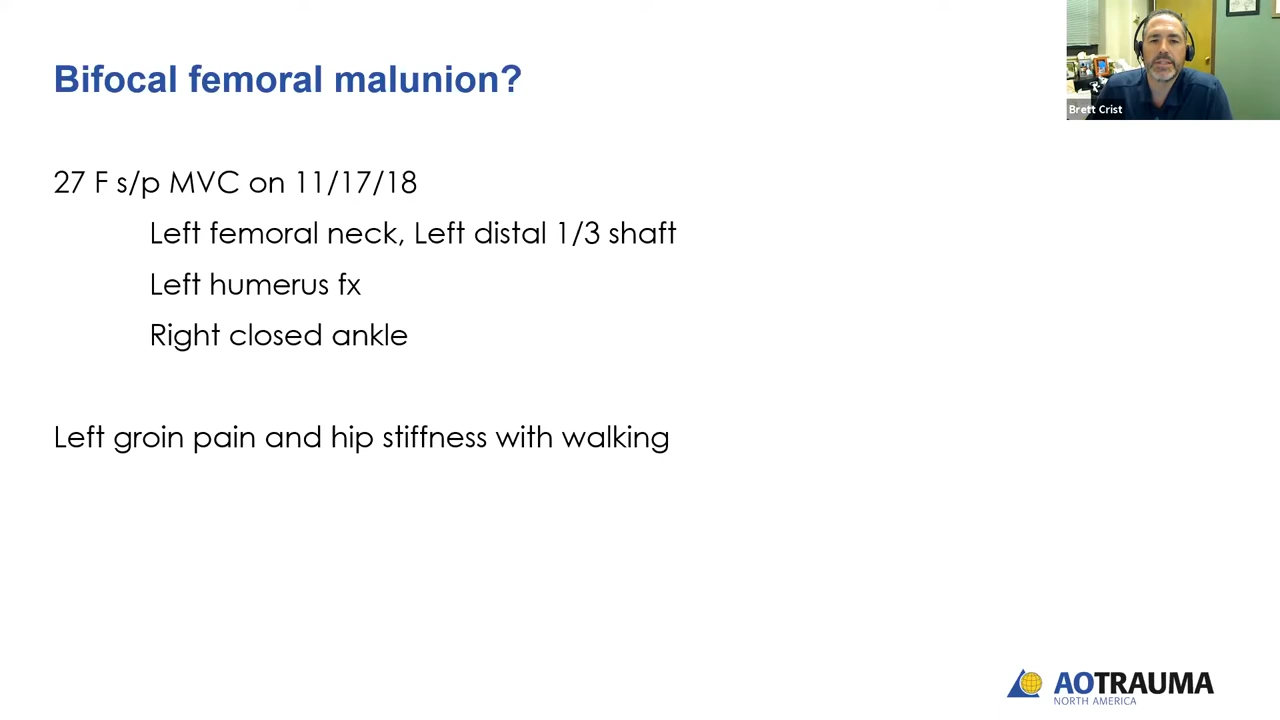 Bifocal femoral malunion?
Brett Crist
27 F s/p MVC on 11/17/18
Left femoral neck, Left distal 1/3 shaft
Left humerus fx
Right closed ankle
Left groin pain and hip stiffness with walking
AOTRAUMA
NORTH AMERICA